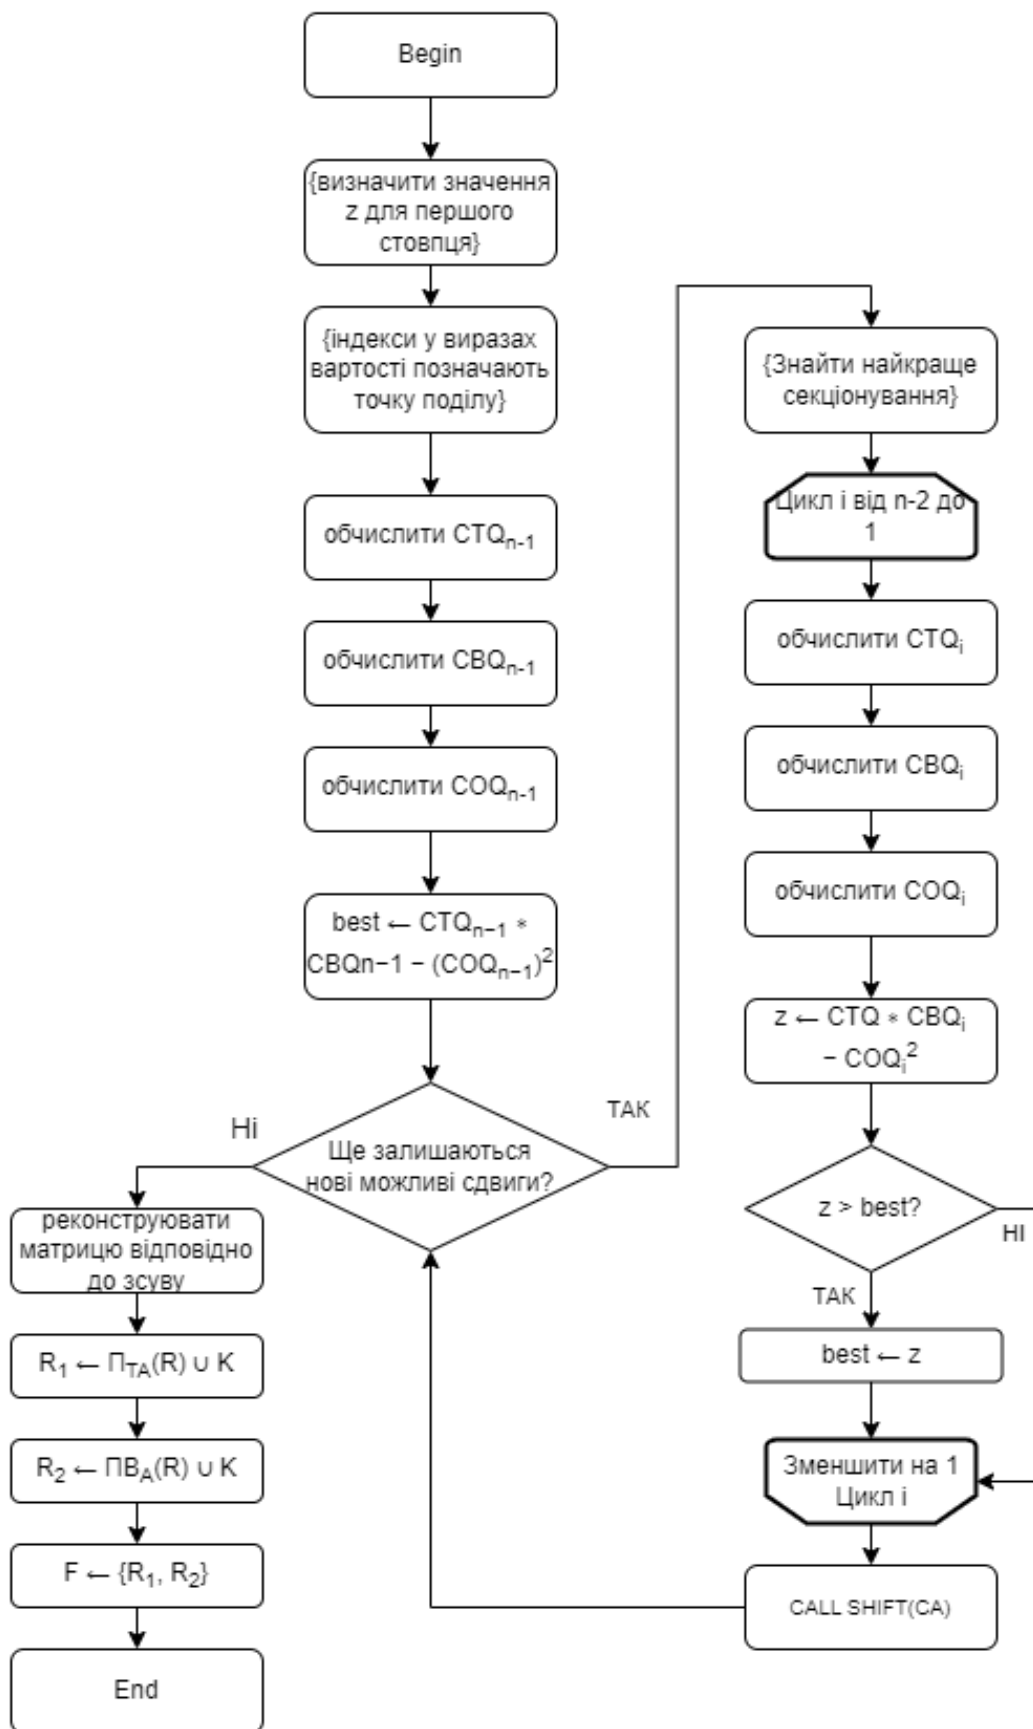 Begin
{визначити значення
z для першого
стовпця}
{індекси у виразах
вартості позначають
точку поділу}
обчислити CTQn-1
обчислити CBQn-1
обчислити COQn-1
best ← CTQn−1 *
CBQn−1 − (COQn−1)²
Ще залишаються
нові можливі сдвиги?
Ні
ТАК
реконструювати
матрицю відповідно
до зсуву
R1 ← ПTA(R) ∪ K
R2 ← ПBA(R) ∪ K
F ← {R1, R2}
End
{Знайти найкраще
секціонування}
Цикл і від n-2 до
1
обчислити CTQi
обчислити CBQi
обчислити COQi
z ← CTQ * CBQi
− COQi²
z > best?
НІ
ТАК
best ← z
Зменшити на 1
Цикл і
CALL SHIFT(CA)